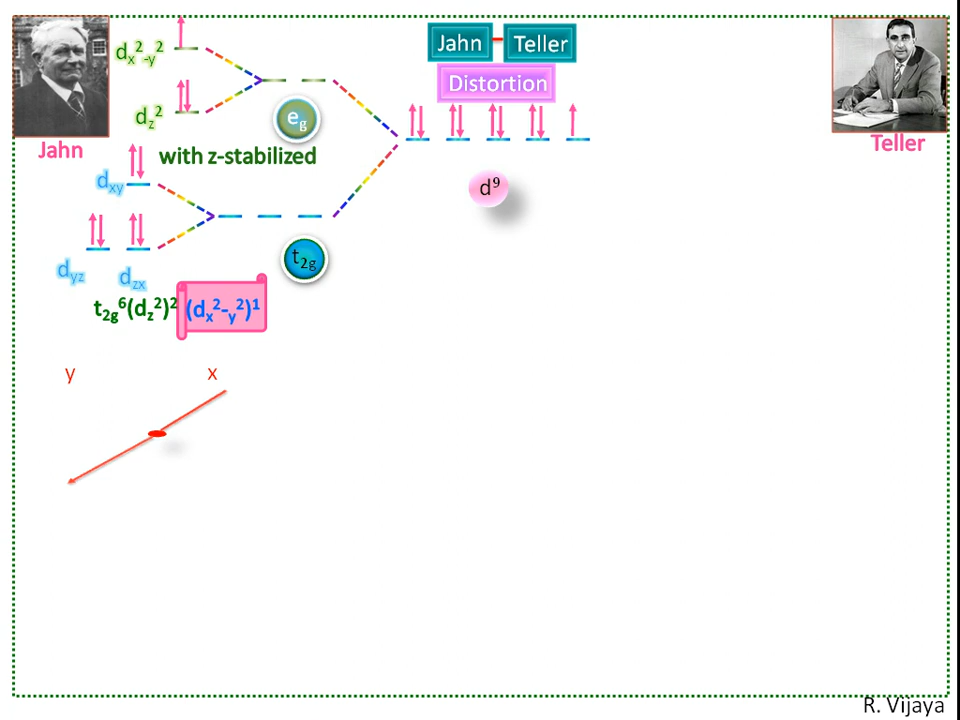 Jahn Teller
Distortion
dx²-y²
dz²
eg
Jahn
Teller
with z-stabilized
dxy
d⁹
t2g
dyz
dzx
t2g⁶(dz²)² (dx²-y²)¹
y
x
R. Vijaya